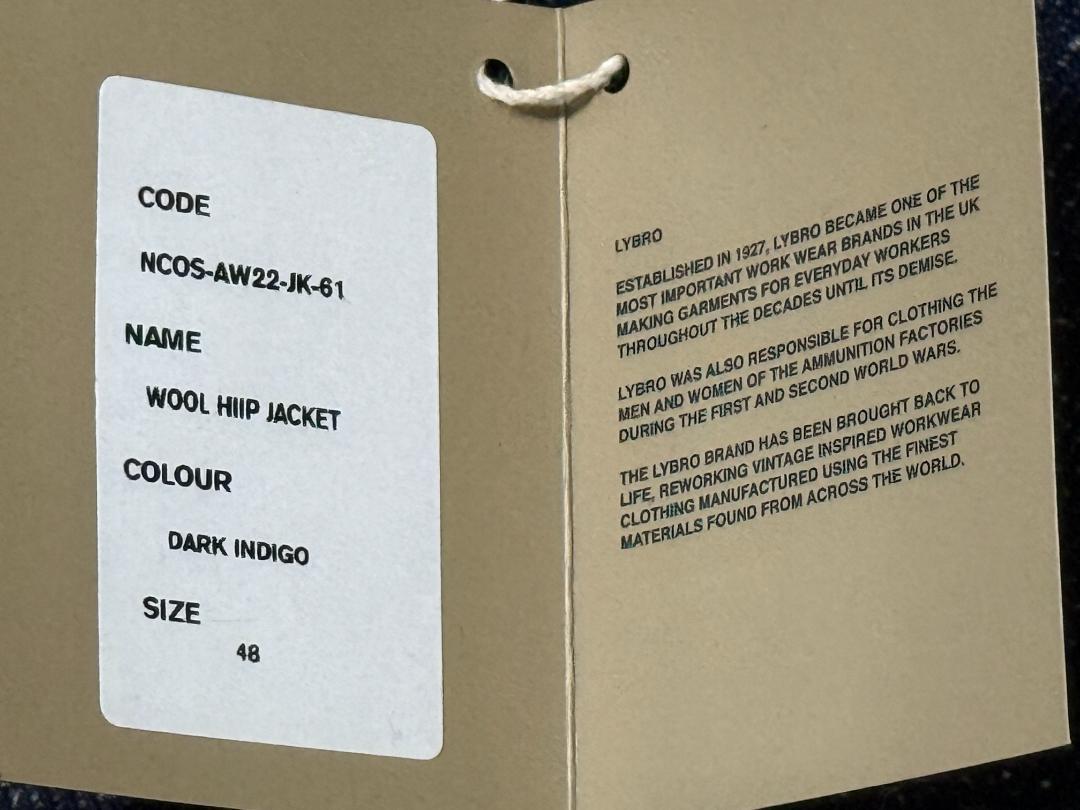 CODE
NCOS-AW22-JK-61
NAME
WOOL HIIP JACKET
COLOUR
DARK INDIGO
SIZE
48
LYBRO
ESTABLISHED IN 1927, LYBRO BECAME ONE OF THE
MOST IMPORTANT WORK WEAR BRANDS IN THE UK
MAKING GARMENTS FOR EVERYDAY WORKERS
THROUGHOUT THE DECADES UNTIL ITS DEMISE.
LYBRO WAS ALSO RESPONSIBLE FOR CLOTHING THE
MEN AND WOMEN OF THE AMMUNITION FACTORIES
DURING THE FIRST AND SECOND WORLD WARS.
THE LYBRO BRAND HAS BEEN BROUGHT BACK TO
LIFE, REWORKING VINTAGE INSPIRED WORKWEAR
CLOTHING MANUFACTURED USING THE FINEST
MATERIALS FOUND FROM ACROSS THE WORLD.